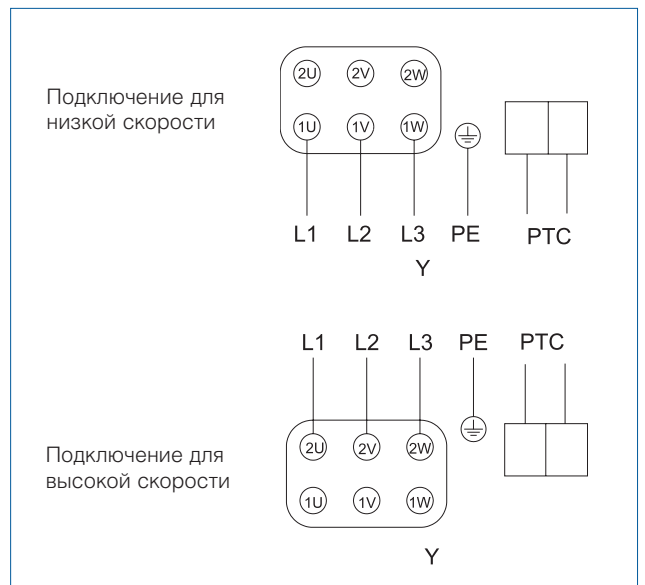 Подключение для
низкой скорости
2U 2V 2W
1U 1V 1W
L1 L2 L3 PE PTC
Y
L1 L2 L3 PE PTC
Подключение для
высокой скорости
2U 2V 2W
1U 1V 1W
Y